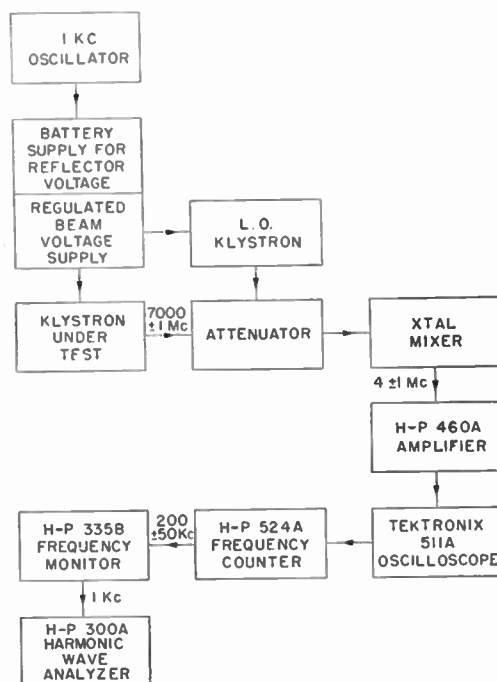 1 KC
OSCILLATOR
BATTERY
SUPPLY FOR
REFLECTOR
VOLTAGE
REGULATED
BEAM
VOLTAGE
SUPPLY
L. O.
KLYSTRON
KLYSTRON
UNDER
TEST
7000
±1 Mc
ATTENUATOR
XTAL
MIXER
4 ±1 Mc
H-P 460A
AMPLIFIER
TEKTRONIX
511A
OSCILLOSCOPE
H-P 524A
FREQUENCY
COUNTER
200
±50Kc
H-P 335B
FREQUENCY
MONITOR
1 Kc
H-P 300A
HARMONIC
WAVE
ANALYZER